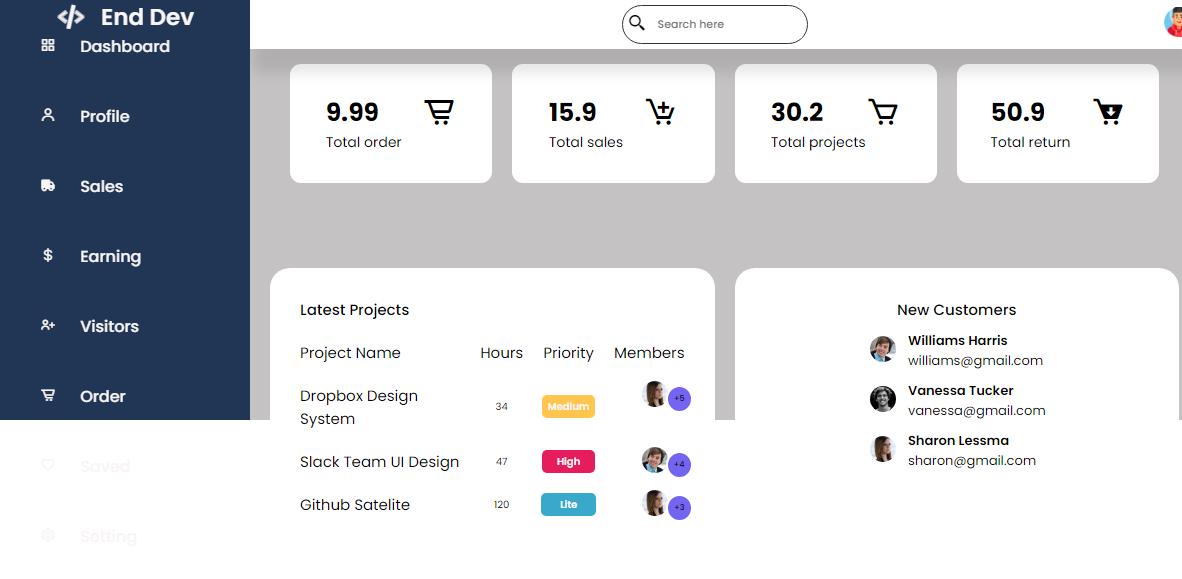 End Dev
Search here
Dashboard
Profile
Sales
Earning
Visitors
Order
Saved
Setting
9.99
Total order
15.9
Total sales
30.2
Total projects
50.9
Total return
Latest Projects
Project Name Hours Priority Members
Dropbox Design
System
34 Medium +5
Slack Team UI Design 47 High +4
Github Satelite 120 Lite +3
New Customers
Williams Harris
williams@gmail.com
Vanessa Tucker
vanessa@gmail.com
Sharon Lessma
sharon@gmail.com